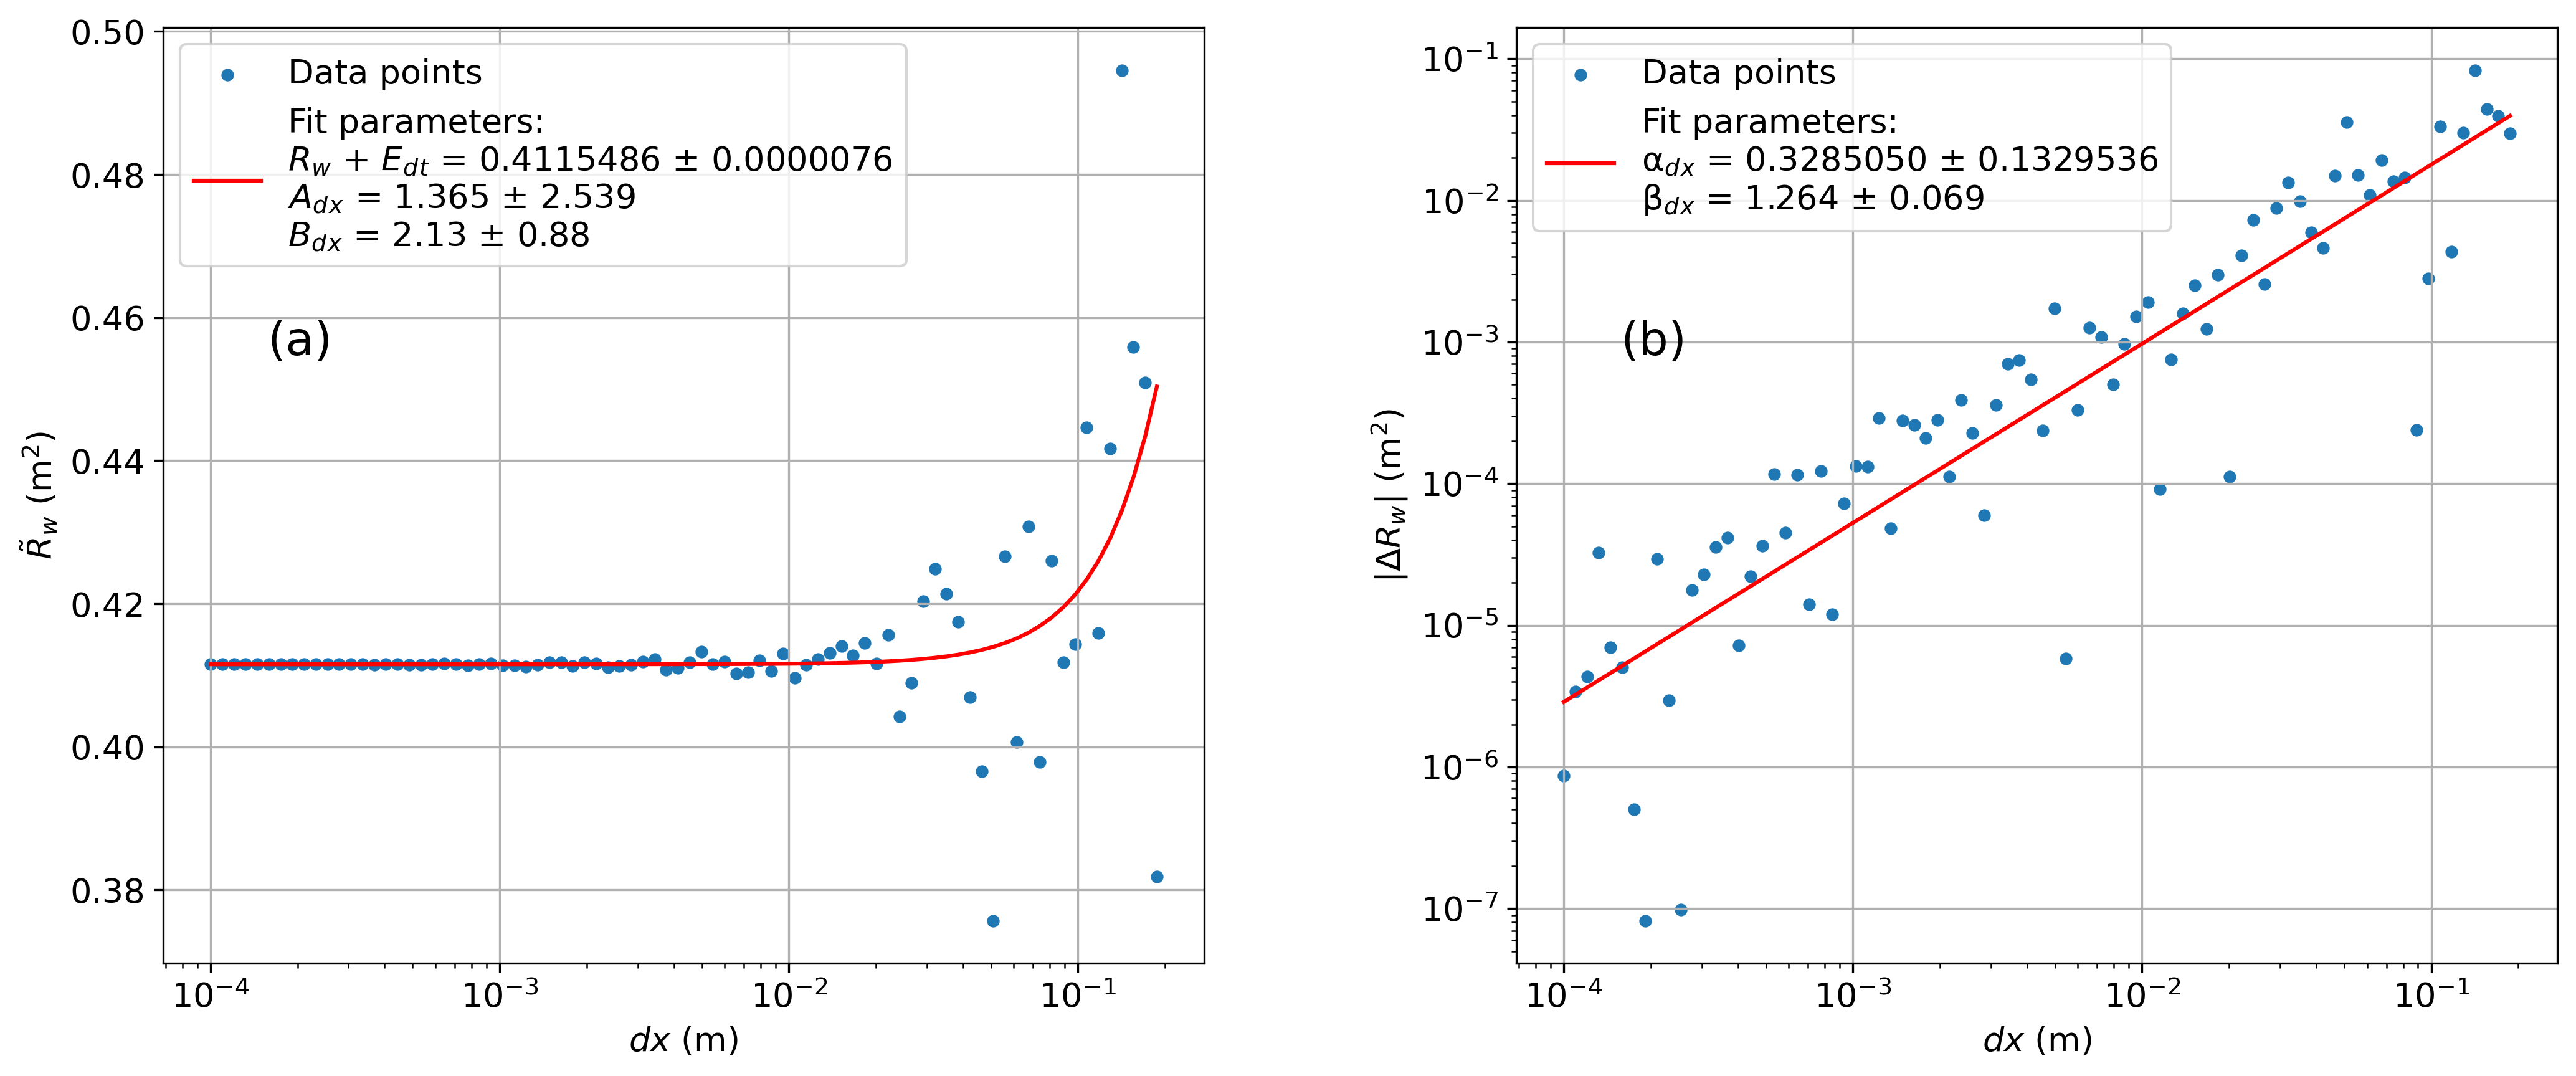 0.50
0.48
0.46
0.44
0.42
0.40
0.38
R̃w (m²)
Data points
Fit parameters:
Rw + Edt = 0.4115486 ± 0.0000076
Adx = 1.365 ± 2.539
Bdx = 2.13 ± 0.88
(a)
10⁻⁴ 10⁻³ 10⁻² 10⁻¹
dx (m)
10⁻¹
10⁻²
10⁻³
10⁻⁴
10⁻⁵
10⁻⁶
10⁻⁷
|ΔRw| (m²)
Data points
Fit parameters:
αdx = 0.3285050 ± 0.1329536
βdx = 1.264 ± 0.069
(b)
10⁻⁴ 10⁻³ 10⁻² 10⁻¹
dx (m)